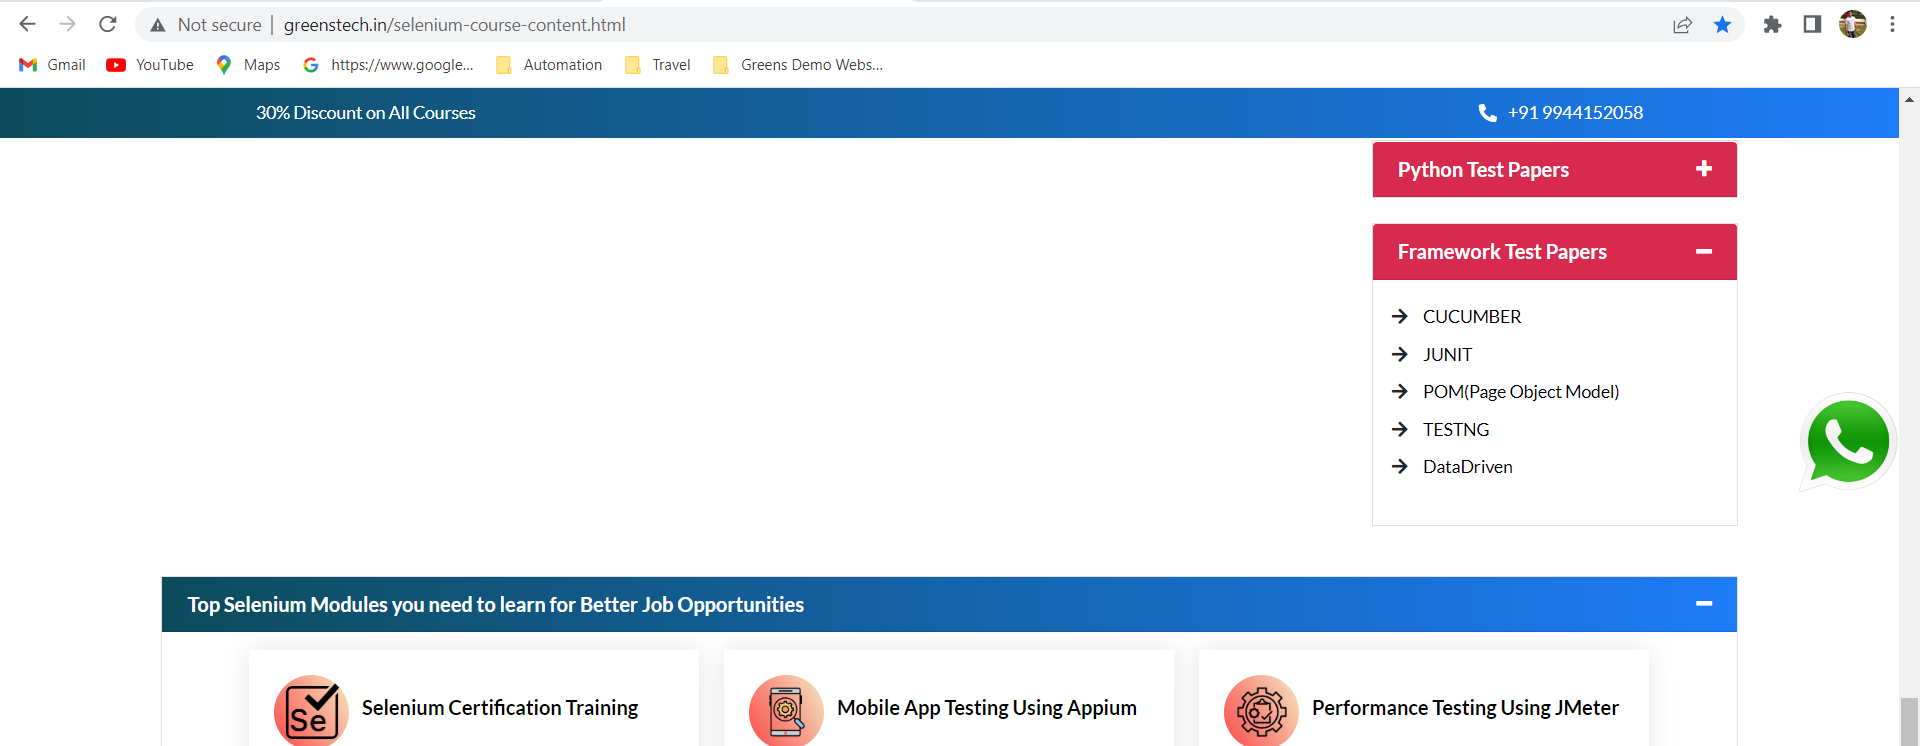 Not secure | greenstech.in/selenium-course-content.html
Gmail YouTube Maps https://www.google... Automation Travel Greens Demo Webs...
30% Discount on All Courses +91 9944152058
Python Test Papers
Framework Test Papers
CUCUMBER
JUNIT
POM(Page Object Model)
TESTNG
DataDriven
Top Selenium Modules you need to learn for Better Job Opportunities
Se Selenium Certification Training Mobile App Testing Using Appium Performance Testing Using JMeter